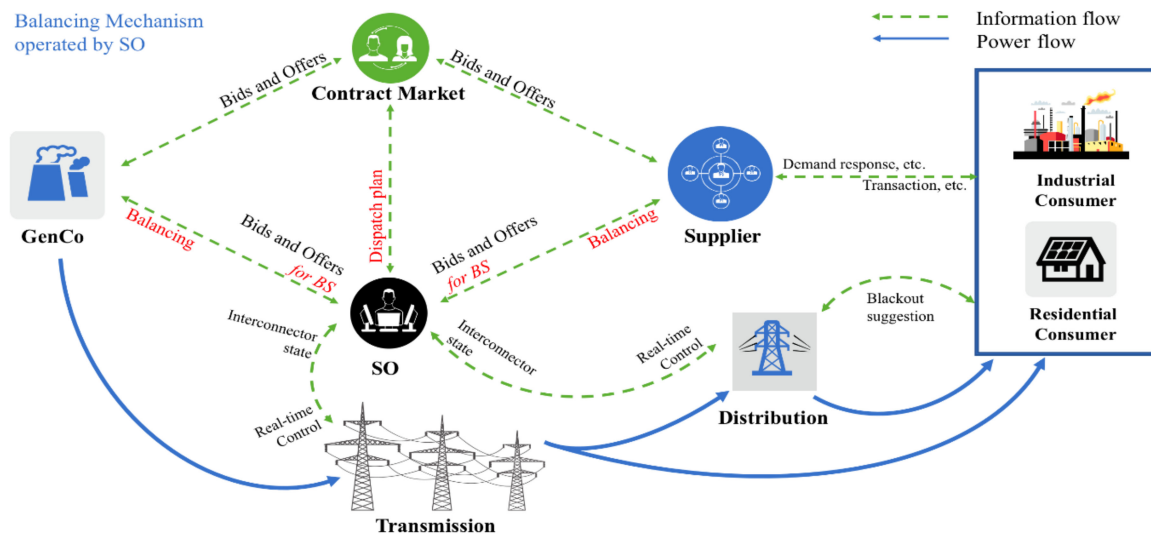 Balancing Mechanism
operated by SO
Information flow
Power flow
Bids and Offers
Contract Market
Bids and Offers
GenCo
Balancing
Bids and Offers
for BS
Dispatch plan
Bids and Offers
for BS
Balancing
Supplier
Demand response, etc.
Transaction, etc.
Industrial
Consumer
Residential
Consumer
SO
Interconnector
state
Real-time
Control
Interconnector
state
Real-time
Control
Blackout
suggestion
Distribution
Transmission